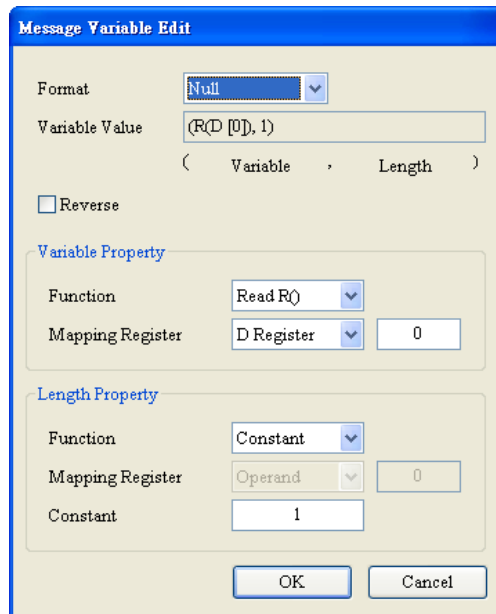 Message Variable Edit
Format Null
Variable Value (R(D [0]), 1)
( Variable , Length )
Reverse
Variable Property
Function Read R()
Mapping Register D Register 0
Length Property
Function Constant
Mapping Register Operand 0
Constant 1
OK Cancel